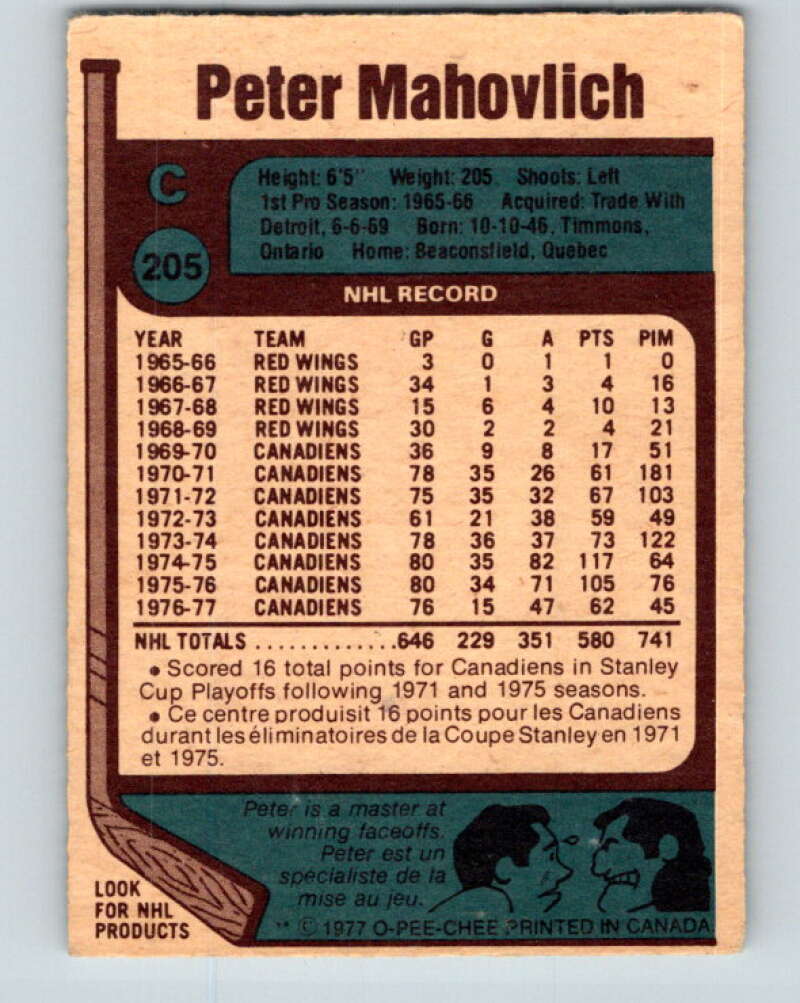 Peter Mahovlich
C
205
Height: 6'5" Weight: 205 Shoots: Left
1st Pro Season: 1965-66 Acquired: Trade With
Detroit, 6-6-69 Born: 10-10-46, Timmons,
Ontario Home: Beaconsfield, Quebec
NHL RECORD
YEAR TEAM GP G A PTS PIM
1965-66 RED WINGS 3 0 1 1 0
1966-67 RED WINGS 34 1 3 4 16
1967-68 RED WINGS 15 6 4 10 13
1968-69 RED WINGS 30 2 2 4 21
1969-70 CANADIENS 36 9 8 17 51
1970-71 CANADIENS 78 35 26 61 181
1971-72 CANADIENS 75 35 32 67 103
1972-73 CANADIENS 61 21 38 59 49
1973-74 CANADIENS 78 36 37 73 122
1974-75 CANADIENS 80 35 82 117 64
1975-76 CANADIENS 80 34 71 105 76
1976-77 CANADIENS 76 15 47 62 45
NHL TOTALS .............646 229 351 580 741
• Scored 16 total points for Canadiens in Stanley
Cup Playoffs following 1971 and 1975 seasons.
• Ce centre produisit 16 points pour les Canadiens
durant les éliminatoires de la Coupe Stanley en 1971
et 1975.
Peter is a master at
winning faceoffs.
Peter est un
spécialiste de la
mise au jeu.
LOOK
FOR NHL
PRODUCTS
** © 1977 O-PEE-CHEE PRINTED IN CANADA